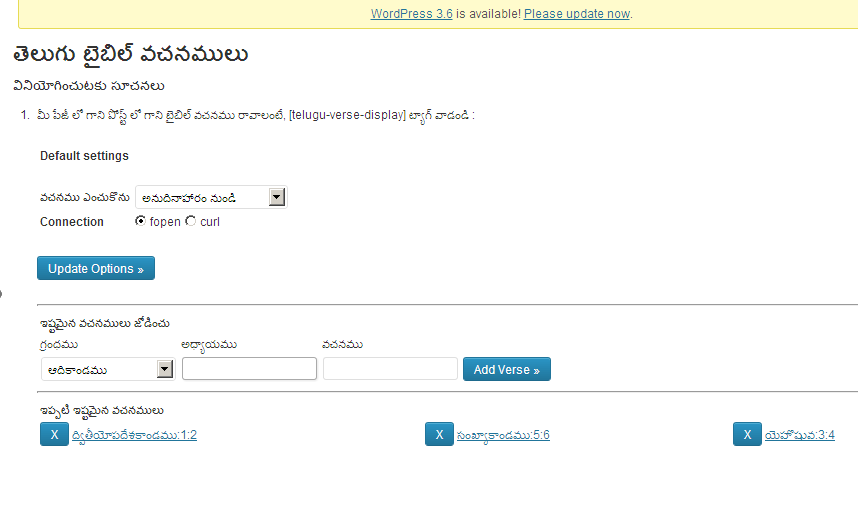 WordPress 3.6 is available! Please update now.
తెలుగు బైబిల్ వచనములు
వినియోగించుటకు సూచనలు
1. మీ పేజీ లో గాని పోస్ట్ లో గాని బైబిల్ వచనము రావాలంటే, [telugu-verse-display] ట్యాగ్ వాడండి :
Default settings
వచనము ఎంచుకొను అనుదినాహారం నుండి
Connection fopen curl
Update Options »
ఇష్టమైన వచనములు జోడించు
గ్రంధము అధ్యాయము వచనము
ఆదికాండము Add Verse »
ఇప్పటి ఇష్టమైన వచనములు
X ద్వితీయోపదేశకాండము:1:2 X సంఖ్యాకాండము:5:6 X యెహోషువ:3:4